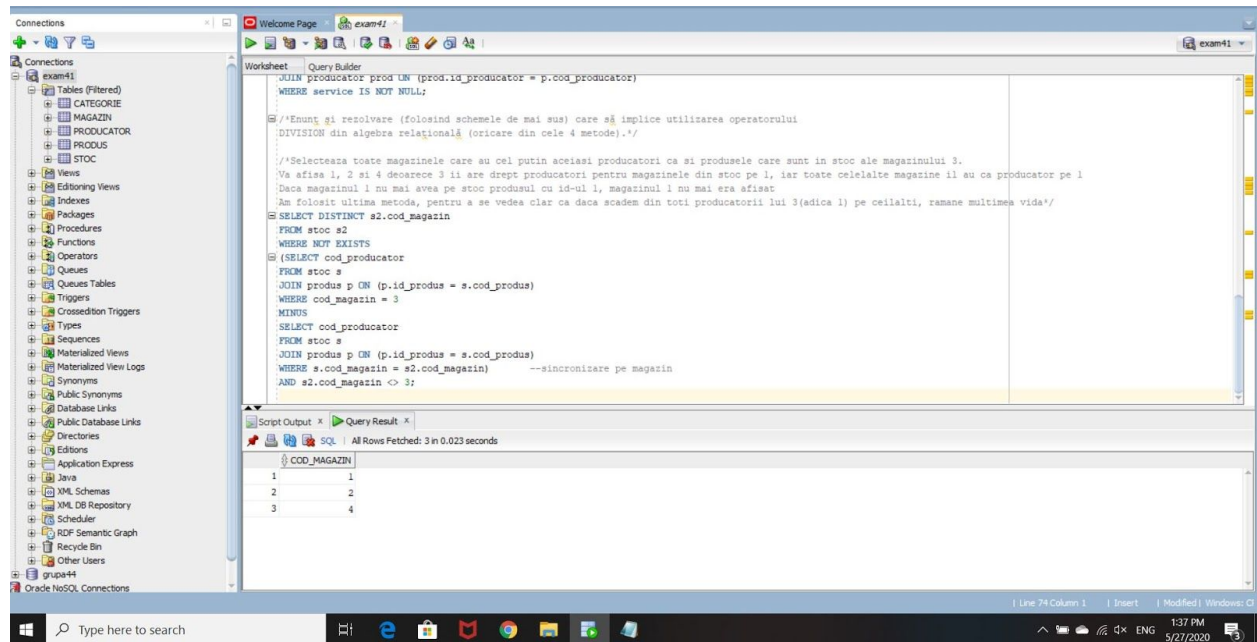 Connections
Welcome Page
exam41
exam41
Worksheet
Query Builder
Connections
exam41
Tables (Filtered)
CATEGORIE
MAGAZIN
PRODUCATOR
PRODUS
STOC
Views
Editioning Views
Indexes
Packages
Procedures
Functions
Operators
Queues
Queues Tables
Triggers
Crossedition Triggers
Types
Sequences
Materialized Views
Materialized View Logs
Synonyms
Public Synonyms
Database Links
Public Database Links
Directories
Editions
Application Express
Java
XML Schemas
XML DB Repository
Scheduler
RDF Semantic Graph
Recycle Bin
Other Users
grupa44
Oracle NoSQL Connections
JOIN producator prod ON (prod.id_producator = p.cod_producator)
WHERE service IS NOT NULL;
/*Enunț și rezolvare (folosind schemele de mai sus) care să implice utilizarea operatorului
DIVISION din algebra relațională (oricare din cele 4 metode).*/
/*Selecteaza toate magazinele care au cel putin aceiasi producatori ca si produsele care sunt in stoc ale magazinului 3.
Va afisa 1, 2 si 4 deoarece 3 ii are drept producatori pentru magazinele din stoc pe 1, iar toate celelalte magazine il au ca producator pe 1
Daca magazinul 1 nu mai avea pe stoc produsul cu id-ul 1, magazinul 1 nu mai era afisat
Am folosit ultima metoda, pentru a se vedea clar ca daca scadem din toti producatorii lui 3(adica 1) pe ceilalti, ramane multimea vida*/
SELECT DISTINCT s2.cod_magazin
FROM stoc s2
WHERE NOT EXISTS
(SELECT cod_producator
FROM stoc s
JOIN produs p ON (p.id_produs = s.cod_produs)
WHERE cod_magazin = 3
MINUS
SELECT cod_producator
FROM stoc s
JOIN produs p ON (p.id_produs = s.cod_produs)
WHERE s.cod_magazin = s2.cod_magazin) --sincronizare pe magazin
AND s2.cod_magazin <> 3;
Script Output x Query Result x
SQL | All Rows Fetched: 3 in 0.023 seconds
COD_MAGAZIN
1 1
2 2
3 4
| Line 74 Column 1 | Insert | Modified | Windows: C
Type here to search
ENG
1:37 PM
5/27/2020
3